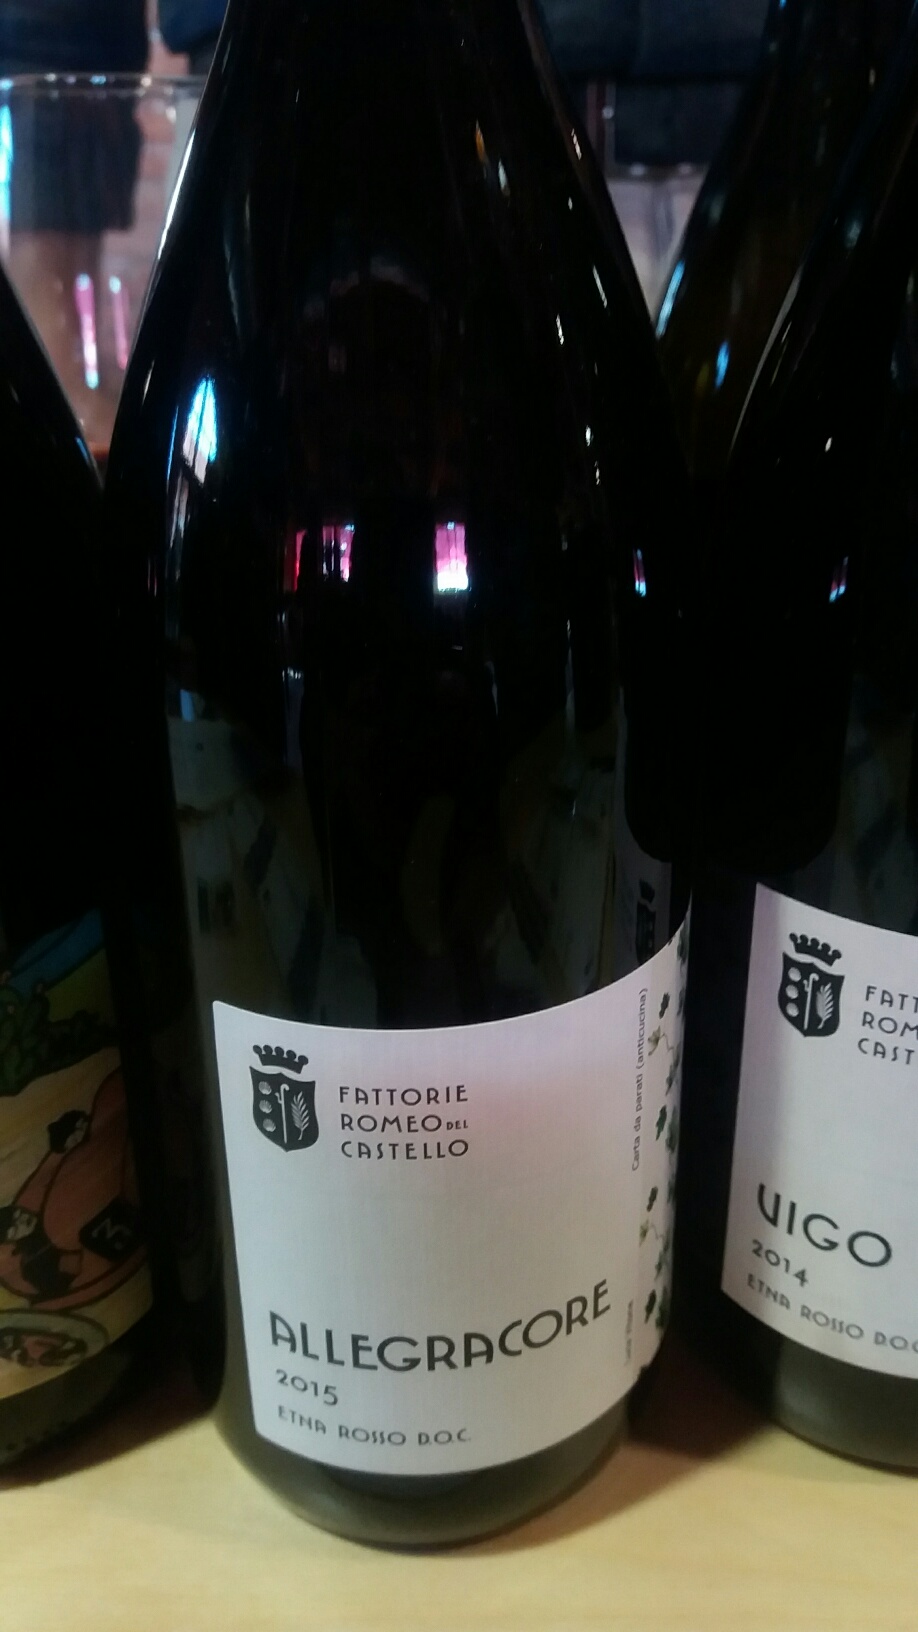 FATTORIE
ROMEO DEL
CASTELLO
ALLEGRACORE
2015
ETNA ROSSO D.O.C.
Carta da parati (anticucina)
FATT
ROM
CAST
VIGO
2014
ETNA ROSSO D.O.C